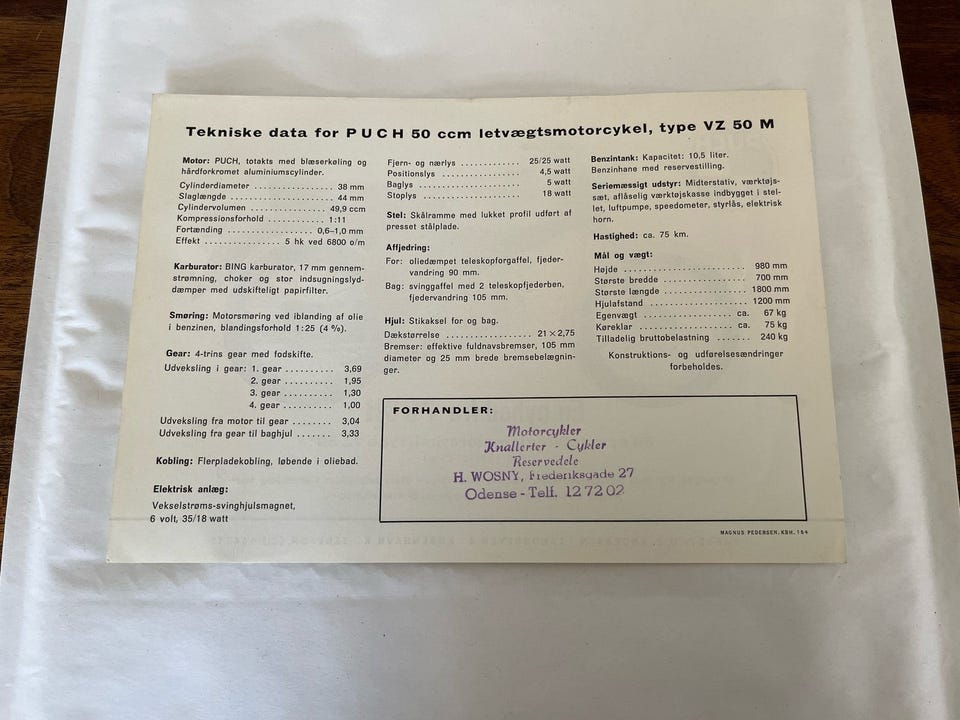 Tekniske data for PUCH 50 ccm letvægtsmotorcykel, type VZ 50 M
Motor: PUCH, totakts med blæserkøling og
hårdforkromet aluminiumscylinder.
Cylinderdiameter ................ 38 mm
Slaglængde ..................... 44 mm
Cylindervolumen ................ 49,9 ccm
Kompressionsforhold ............ 1:11
Fortænding ..................... 0,6–1,0 mm
Effekt ................ 5 hk ved 6800 o/m
Karburator: BING karburator, 17 mm gennem-
strømning, choker og stor indsugningslyd-
dæmper med udskifteligt papirfilter.
Smøring: Motorsmøring ved iblanding af olie
i benzinen, blandingsforhold 1:25 (4 %).
Gear: 4-trins gear med fodskifte.
Udveksling i gear: 1. gear .......... 3,69
2. gear .......... 1,95
3. gear .......... 1,30
4. gear .......... 1,00
Udveksling fra motor til gear ....... 3,04
Udveksling fra gear til baghjul ....... 3,33
Kobling: Flerpladekobling, løbende i oliebad.
Elektrisk anlæg:
Vekselstrøms-svinghjulsmagnet,
6 volt, 35/18 watt
Fjern- og nærlys ............. 25/25 watt
Positionslys ................. 4,5 watt
Baglys ...................... 5 watt
Stoplys ...................... 18 watt
Stel: Skålramme med lukket profil udført af
presset stålplade.
Affjedring:
For: oliedæmpet teleskopforgaffel, fjeder-
vandring 90 mm.
Bag: svinggaffel med 2 teleskopfjederben,
fjedervandring 105 mm.
Hjul: Stikaksel for og bag.
Dækstørrelse .................. 21 × 2,75
Bremser: effektive fuldnavsbremser, 105 mm
diameter og 25 mm brede bremsebelægnin-
ger.
Benzintank: Kapacitet: 10,5 liter.
Benzinhane med reservestilling.
Seriemæssigt udstyr: Midterstativ, værktøjs-
sæt, aflåselig værktøjskasse indbygget i stel-
let, luftpumpe, speedometer, styrlås, elektrisk
horn.
Hastighed: ca. 75 km.
Mål og vægt:
Højde ........................ 980 mm
Største bredde ................ 700 mm
Største længde ................ 1800 mm
Hjulafstand ................... 1200 mm
Egenvægt .................. ca. 67 kg
Køreklar ................... ca. 75 kg
Tilladelig bruttobelastning ....... 240 kg
Konstruktions- og udførelsesændringer
forbeholdes.
FORHANDLER:
Motorcykler
Knallerter - Cykler
Reservedele
H. WOSNY, Frederiksgade 27
Odense - Telf. 12 72 02
MAGNUS PEDERSEN, KBH. 164